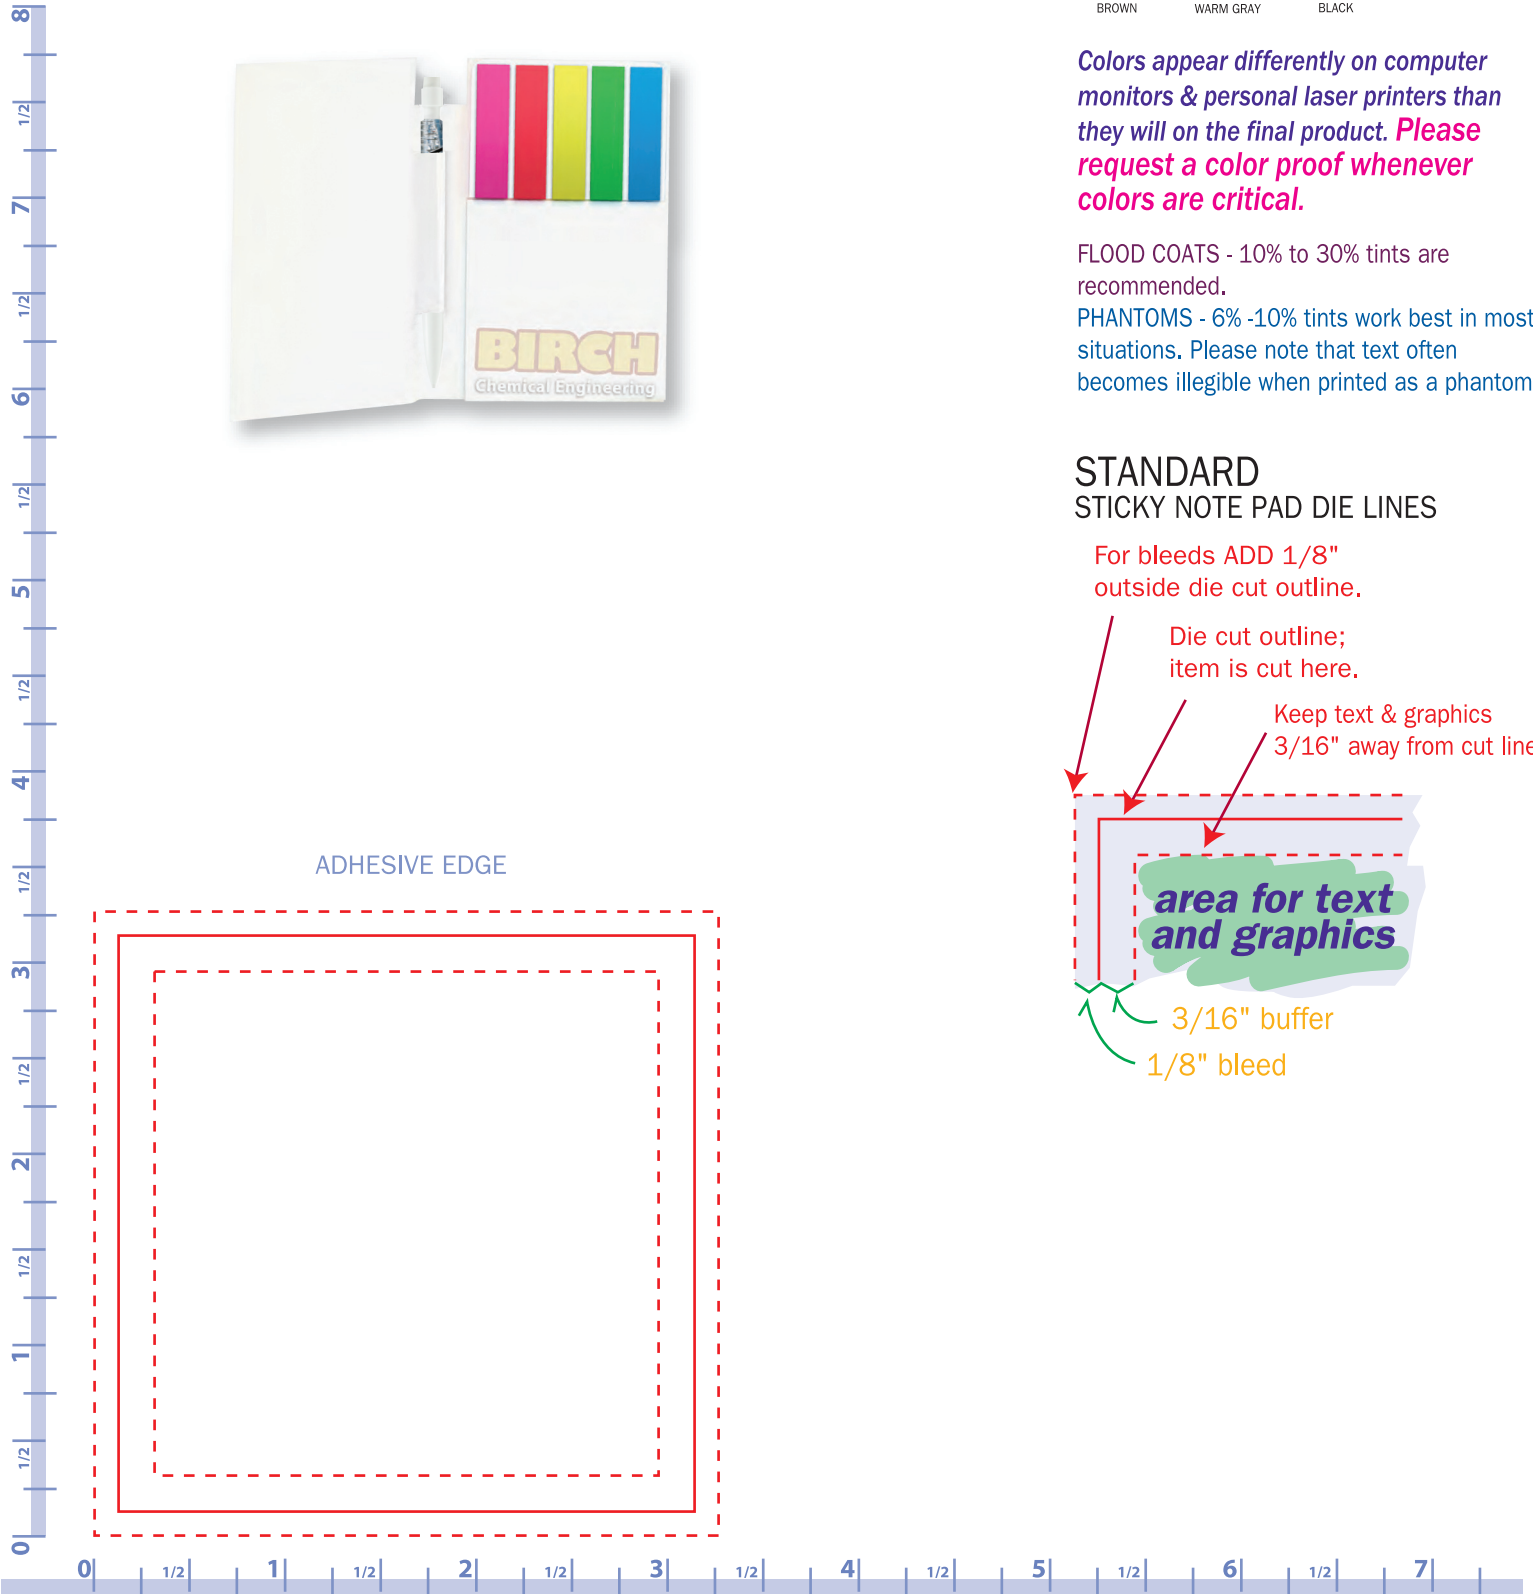 BROWN WARM GRAY BLACK
Colors appear differently on computer
monitors & personal laser printers than
they will on the final product. Please
request a color proof whenever
colors are critical.
FLOOD COATS - 10% to 30% tints are
recommended.
PHANTOMS - 6% -10% tints work best in most
situations. Please note that text often
becomes illegible when printed as a phantom
BIRCH
Chemical Engineering
STANDARD
STICKY NOTE PAD DIE LINES
For bleeds ADD 1/8"
outside die cut outline.
Die cut outline;
item is cut here.
Keep text & graphics
3/16" away from cut line
area for text
and graphics
3/16" buffer
1/8" bleed
ADHESIVE EDGE
8
1/2
7
1/2
6
1/2
5
1/2
4
1/2
3
1/2
2
1/2
1
1/2
0
0 1/2 1 1/2 2 1/2 3 1/2 4 1/2 5 1/2 6 1/2 7